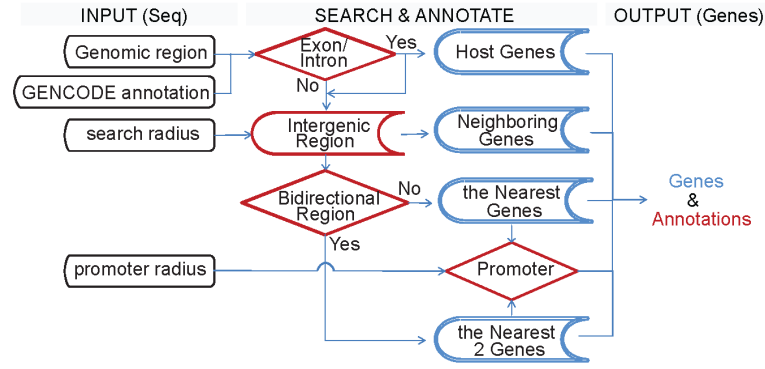 INPUT (Seq)
SEARCH & ANNOTATE
OUTPUT (Genes)
Genomic region
Exon/
Intron
Yes
Host Genes
No
GENCODE annotation
search radius
Intergenic
Region
Neighboring
Genes
Bidirectional
Region
No
the Nearest
Genes
Yes
Genes
&
Annotations
promoter radius
Promoter
the Nearest
2 Genes